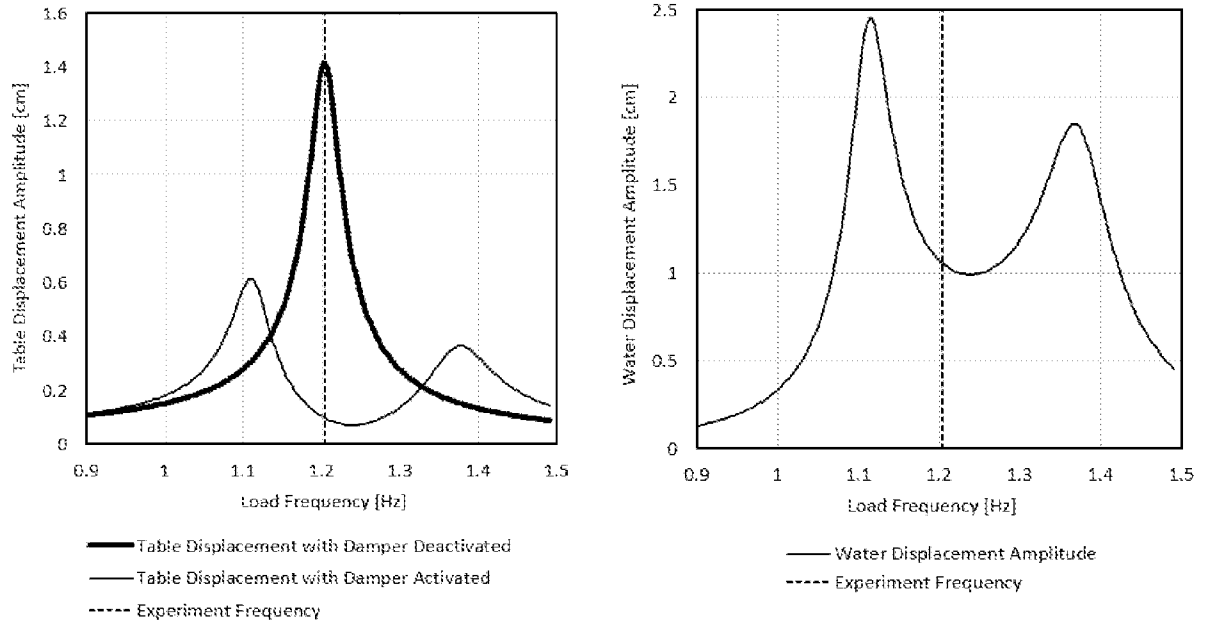 Table Displacement Amplitude [cm]
1.6
1.4
1.2
1
0.8
0.6
0.4
0.2
0
0.9 1 1.1 1.2 1.3 1.4 1.5
Load Frequency [Hz]
Table Displacement with Damper Deactivated
Table Displacement with Damper Activated
Experiment Frequency
Water Displacement Amplitude [cm]
2.5
2
1.5
1
0.5
0
0.9 1 1.1 1.2 1.3 1.4 1.5
Load Frequency [Hz]
Water Displacement Amplitude
Experiment Frequency